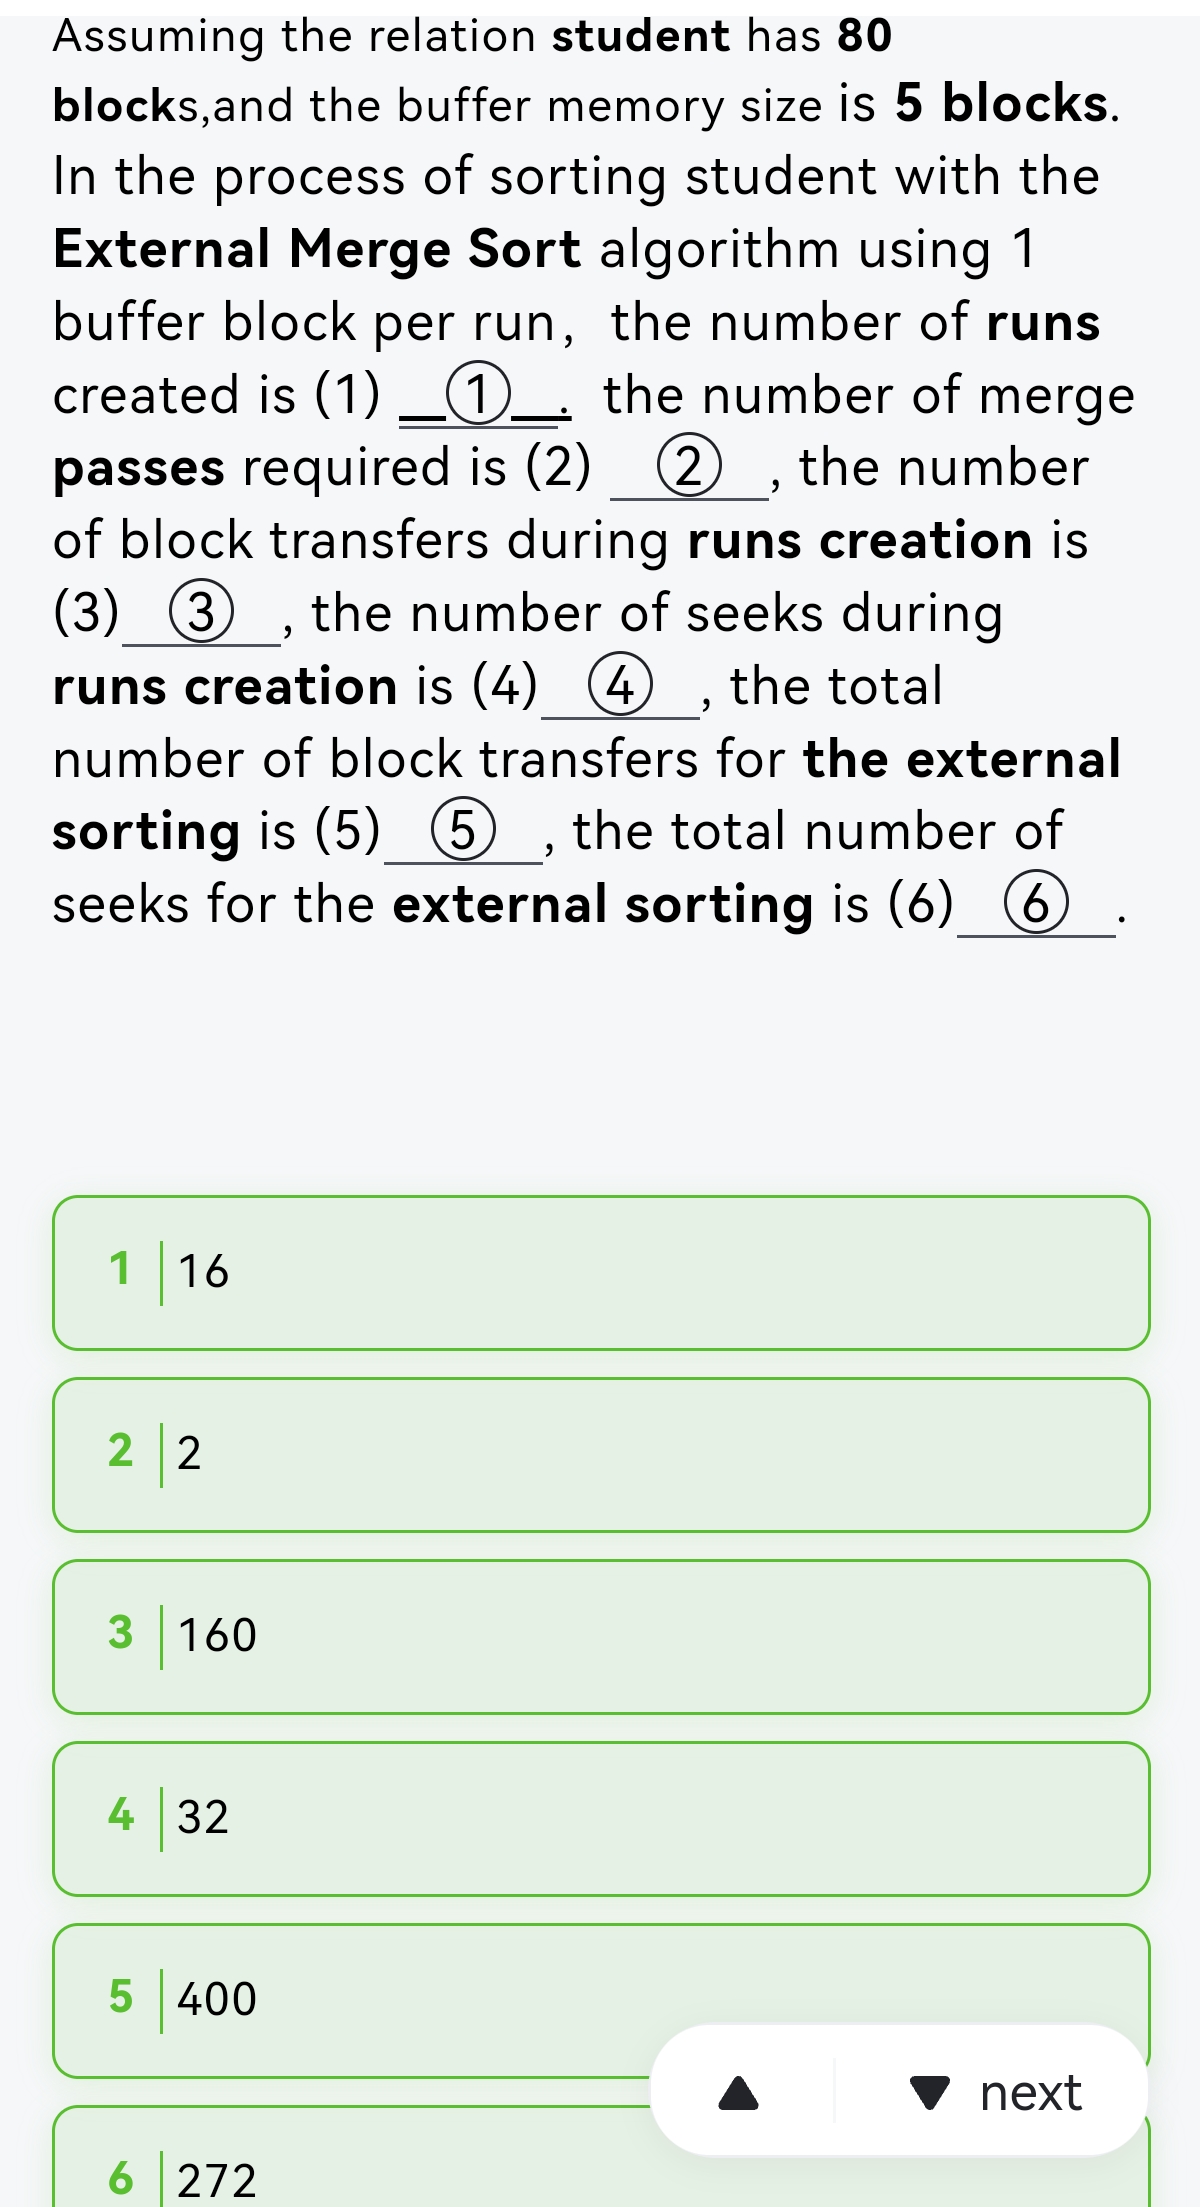 Assuming the relation student has 80
blocks,and the buffer memory size is 5 blocks.
In the process of sorting student with the
External Merge Sort algorithm using 1
buffer block per run，the number of runs
created is (1) __①__. the number of merge
passes required is (2) ②, the number
of block transfers during runs creation is
(3) ③, the number of seeks during
runs creation is (4) ④, the total
number of block transfers for the external
sorting is (5) ⑤, the total number of
seeks for the external sorting is (6) ⑥.
1 16
2 2
3 160
4 32
5 400
next
6 272